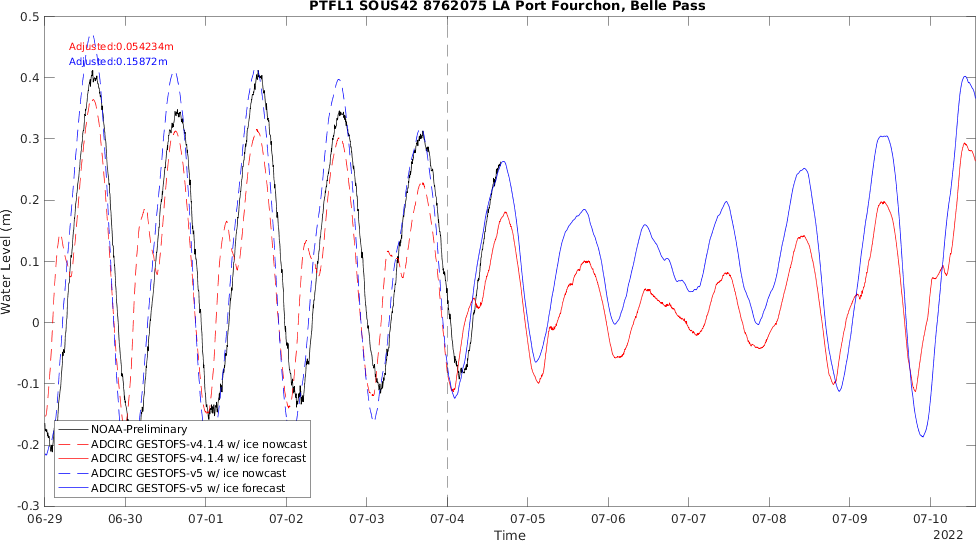 PTFL1 SOUS42 8762075 LA Port Fourchon, Belle Pass
Water Level (m)
0.5
0.4
0.3
0.2
0.1
0
-0.1
-0.2
-0.3
Adjusted:0.054234m
Adjusted:0.15872m
NOAA-Preliminary
ADCIRC GESTOFS-v4.1.4 w/ ice nowcast
ADCIRC GESTOFS-v4.1.4 w/ ice forecast
ADCIRC GESTOFS-v5 w/ ice nowcast
ADCIRC GESTOFS-v5 w/ ice forecast
06-29 06-30 07-01 07-02 07-03 07-04 07-05 07-06 07-07 07-08 07-09 07-10
Time
2022